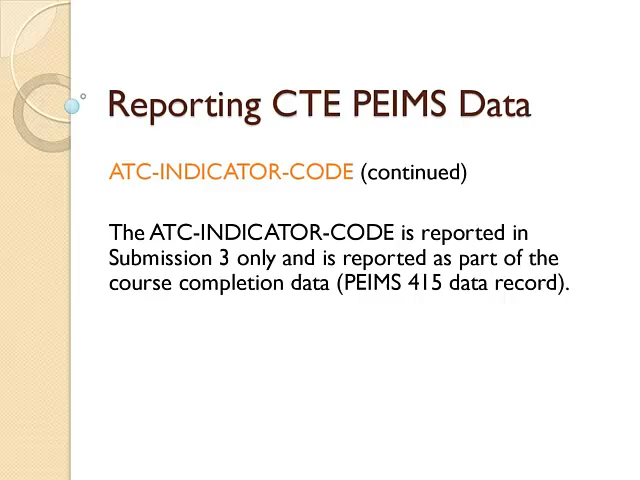 Reporting CTE PEIMS Data
ATC-INDICATOR-CODE (continued)
The ATC-INDICATOR-CODE is reported in
Submission 3 only and is reported as part of the
course completion data (PEIMS 415 data record).